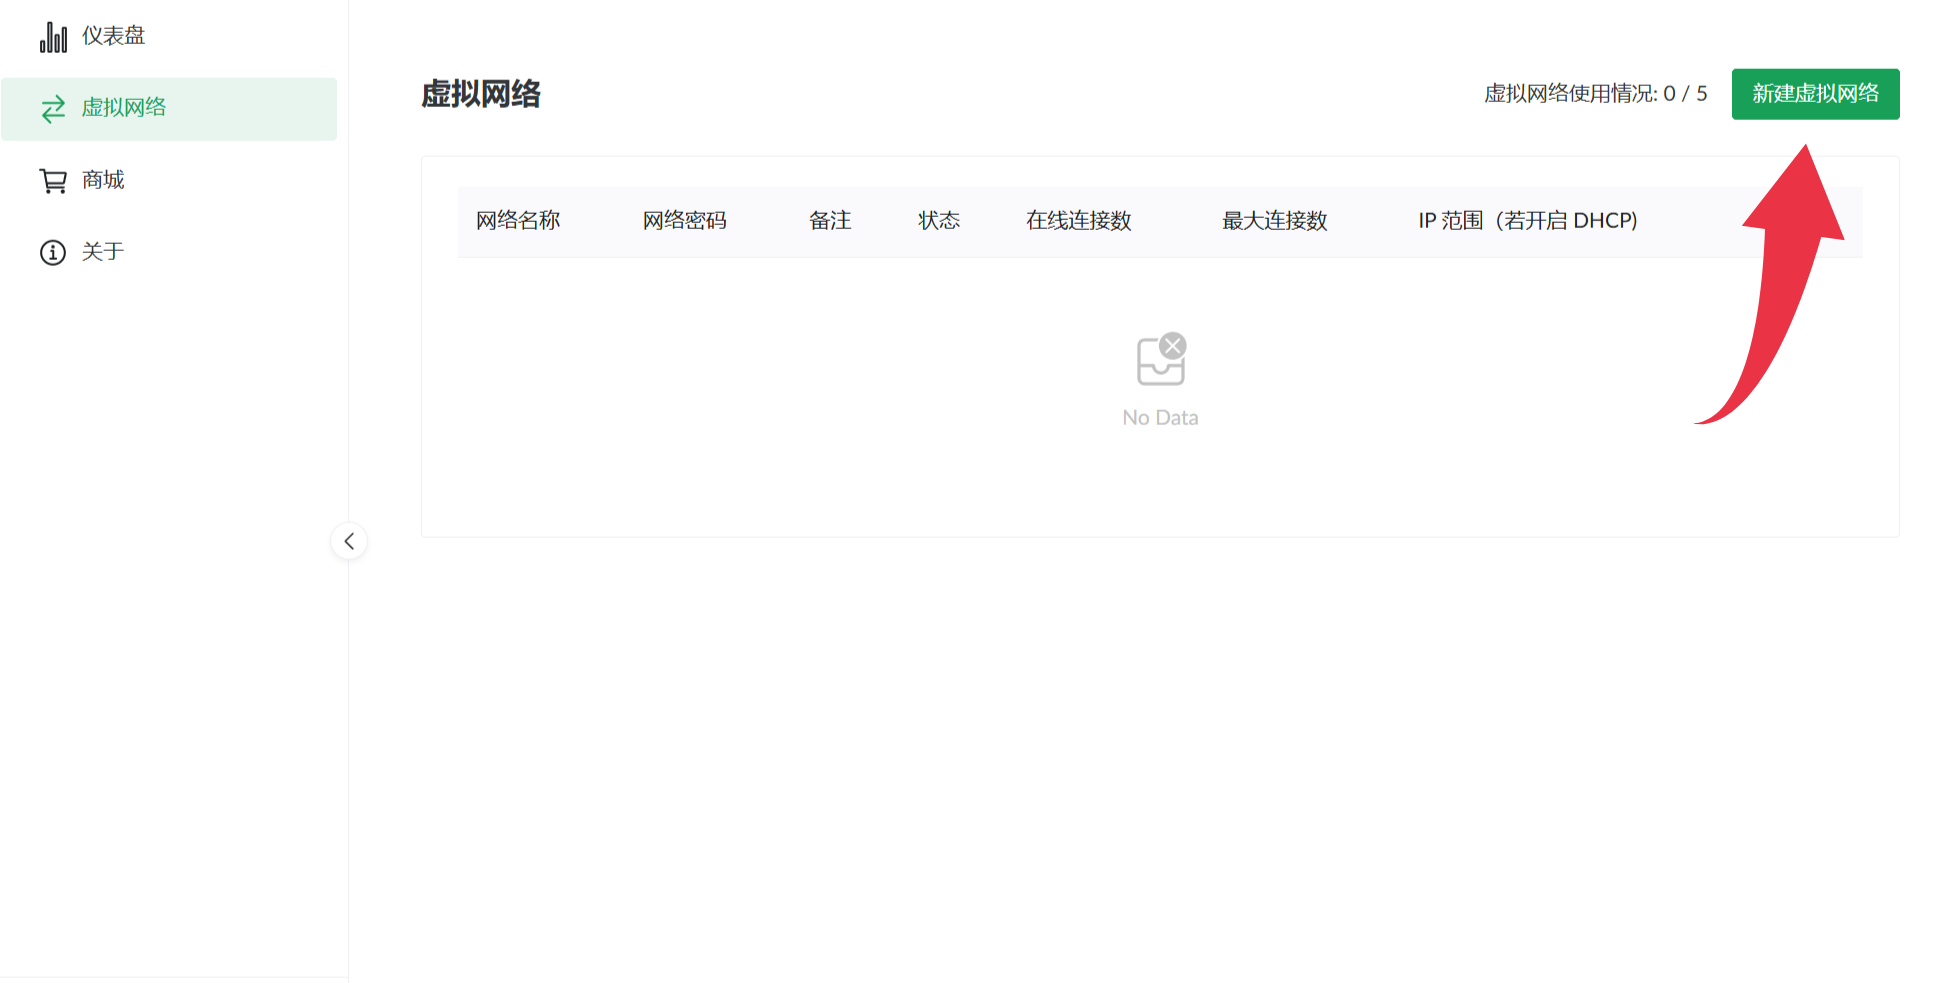 仪表盘
虚拟网络
商城
关于
虚拟网络
虚拟网络使用情况: 0 / 5
新建虚拟网络
网络名称 网络密码 备注 状态 在线连接数 最大连接数 IP 范围（若开启 DHCP)
No Data